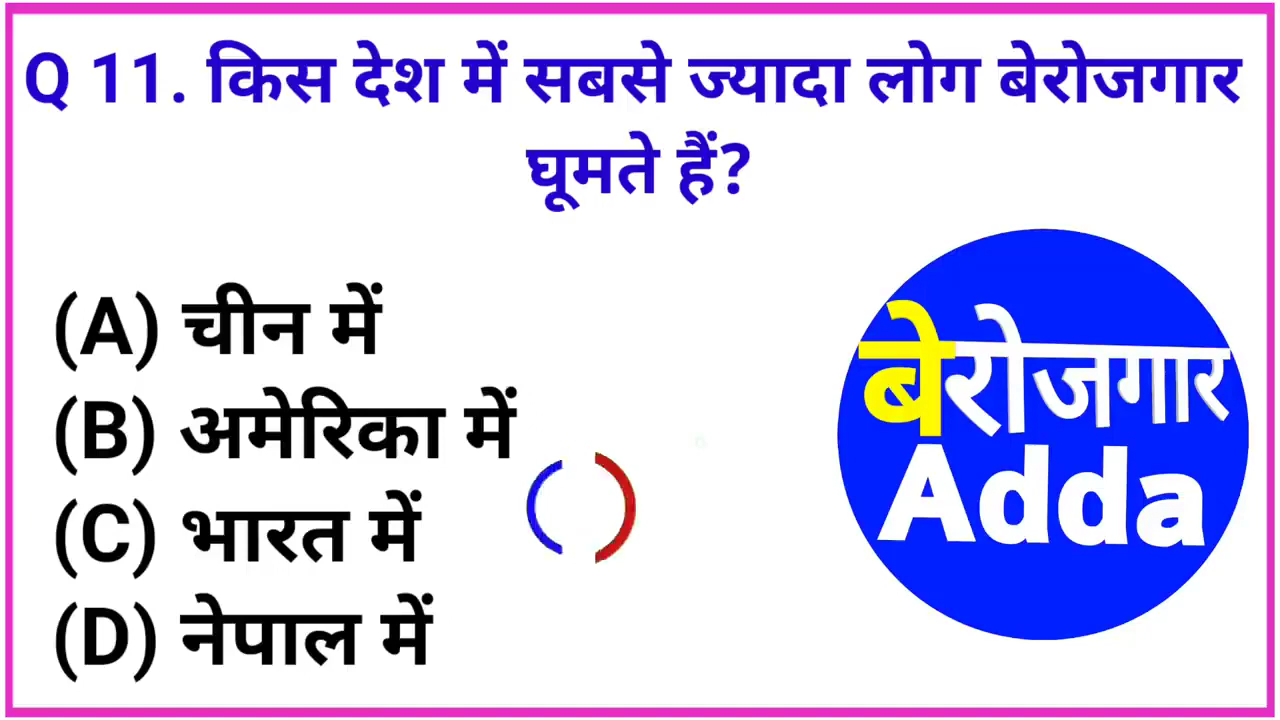 Q 11. किस देश में सबसे ज्यादा लोग बेरोजगार
घूमते हैं?
(A) चीन में
(B) अमेरिका में
(C) भारत में
(D) नेपाल में
बेरोजगार
Adda